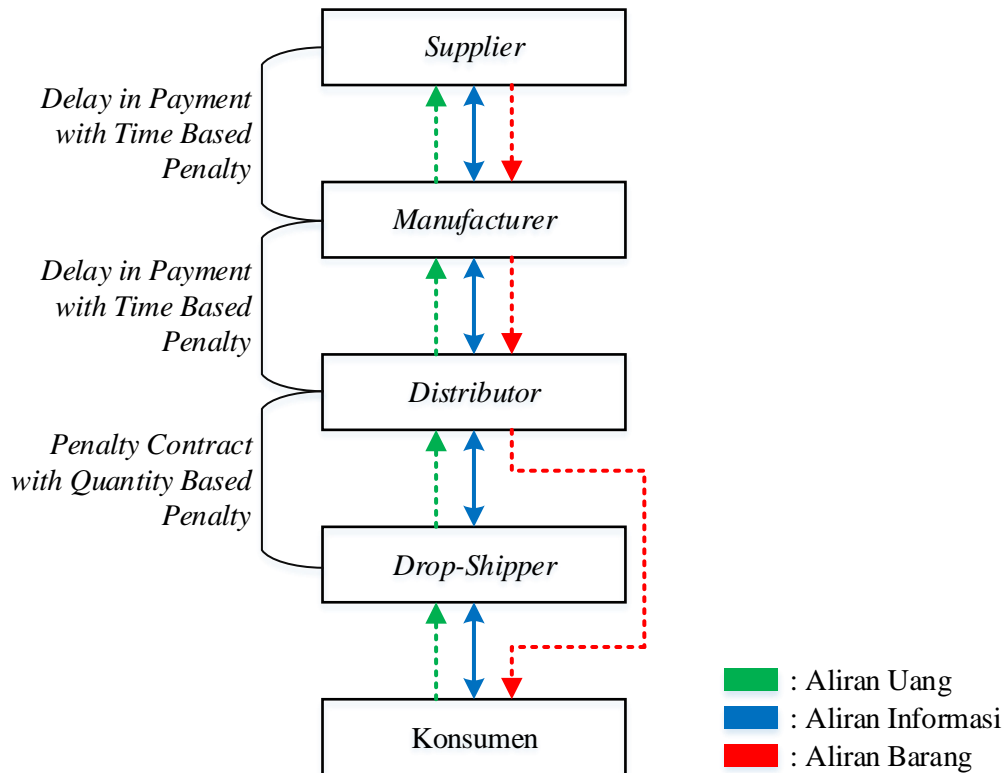 Supplier
Delay in Payment
with Time Based
Penalty
Manufacturer
Delay in Payment
with Time Based
Penalty
Distributor
Penalty Contract
with Quantity Based
Penalty
Drop-Shipper
Konsumen
: Aliran Uang
: Aliran Informasi
: Aliran Barang